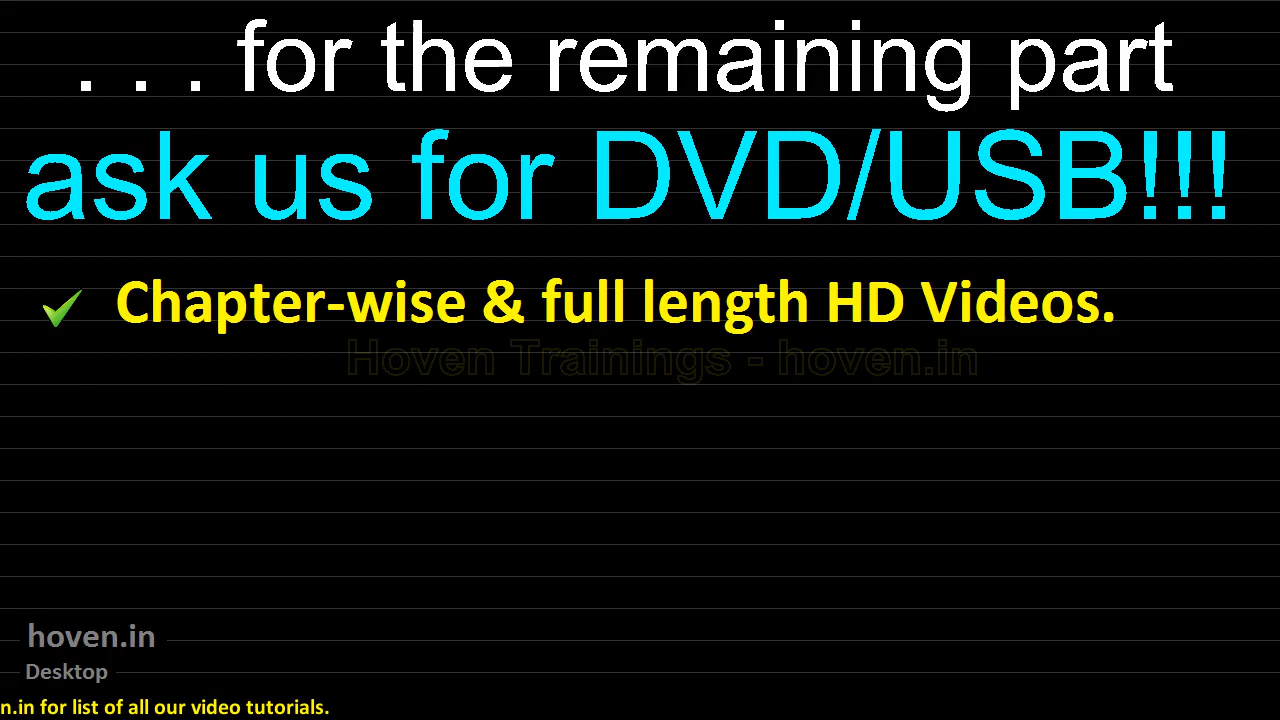 . . . for the remaining part
ask us for DVD/USB!!!
Chapter-wise & full length HD Videos.
Hoven Trainings - hoven.in
hoven.in
Desktop
n.in for list of all our video tutorials.